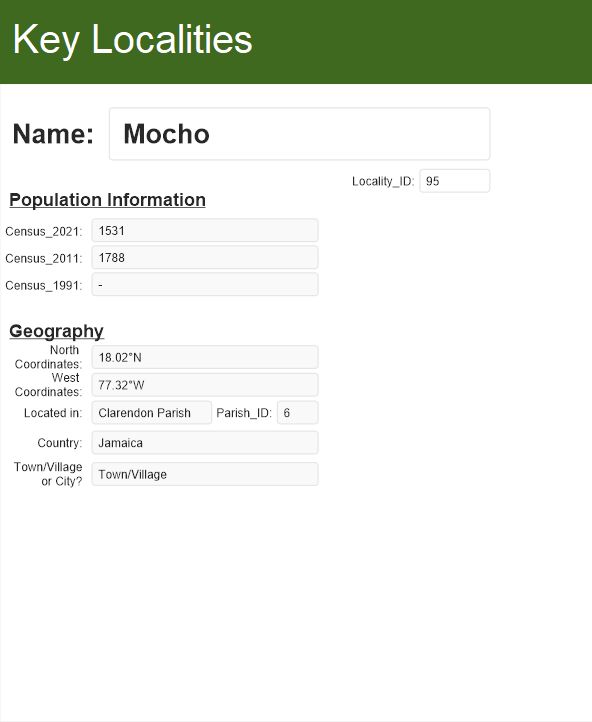 Key Localities
Name: Mocho
Locality_ID: 95
Population Information
Census_2021: 1531
Census_2011: 1788
Census_1991: -
Geography
North
Coordinates: 18.02°N
West
Coordinates: 77.32°W
Located in: Clarendon Parish Parish_ID: 6
Country: Jamaica
Town/Village
or City? Town/Village